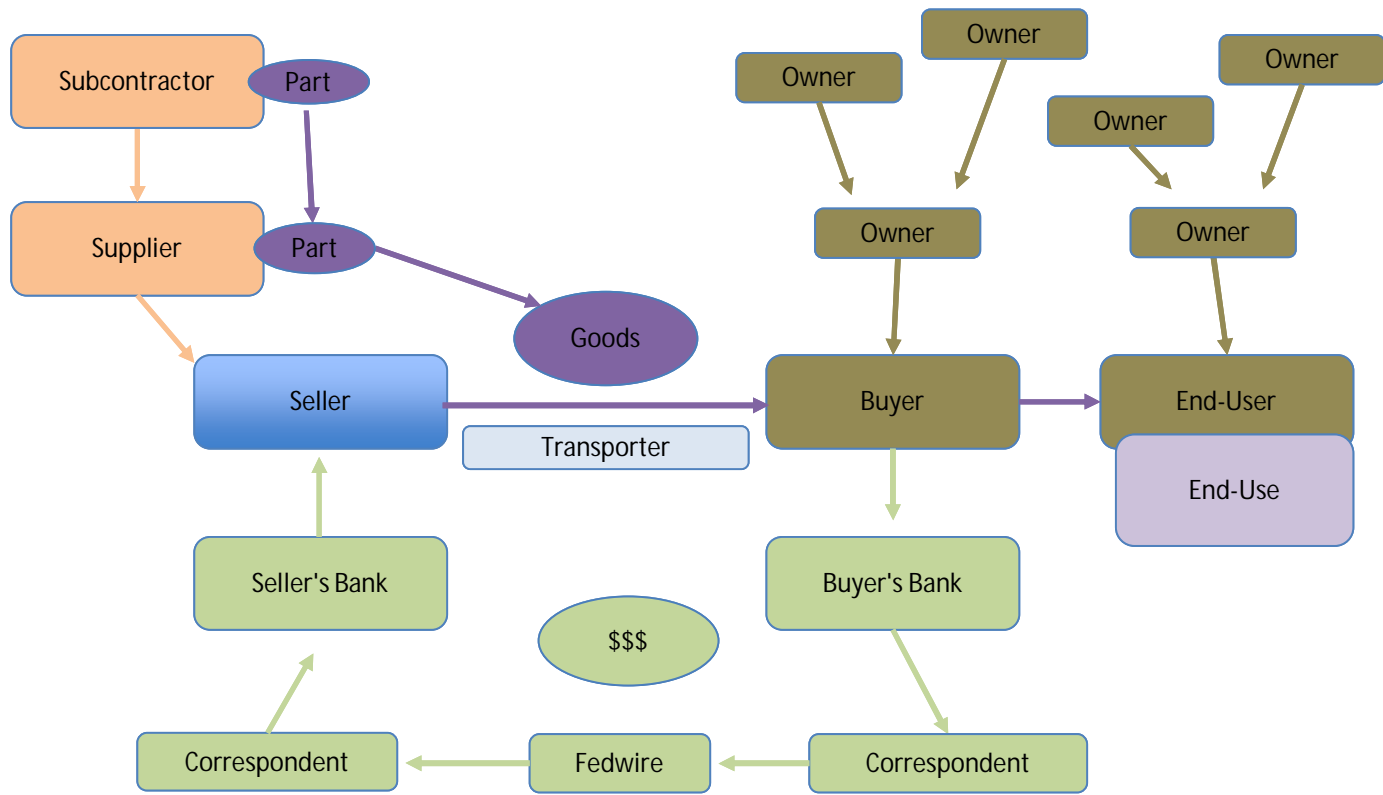 Owner
Owner
Owner
Owner
Subcontractor
Part
Supplier
Part
Owner
Owner
Goods
Seller
Buyer
End-User
Transporter
End-Use
Seller's Bank
Buyer's Bank
$$$
Correspondent
Fedwire
Correspondent